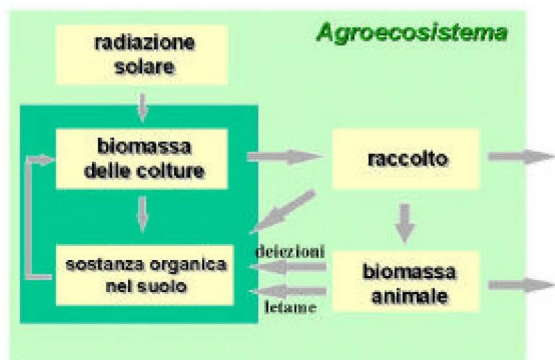 Agroecosistema
radiazione
solare
biomassa
delle colture
raccolto
sostanza organica
nel suolo
deiezioni
letame
biomassa
animale